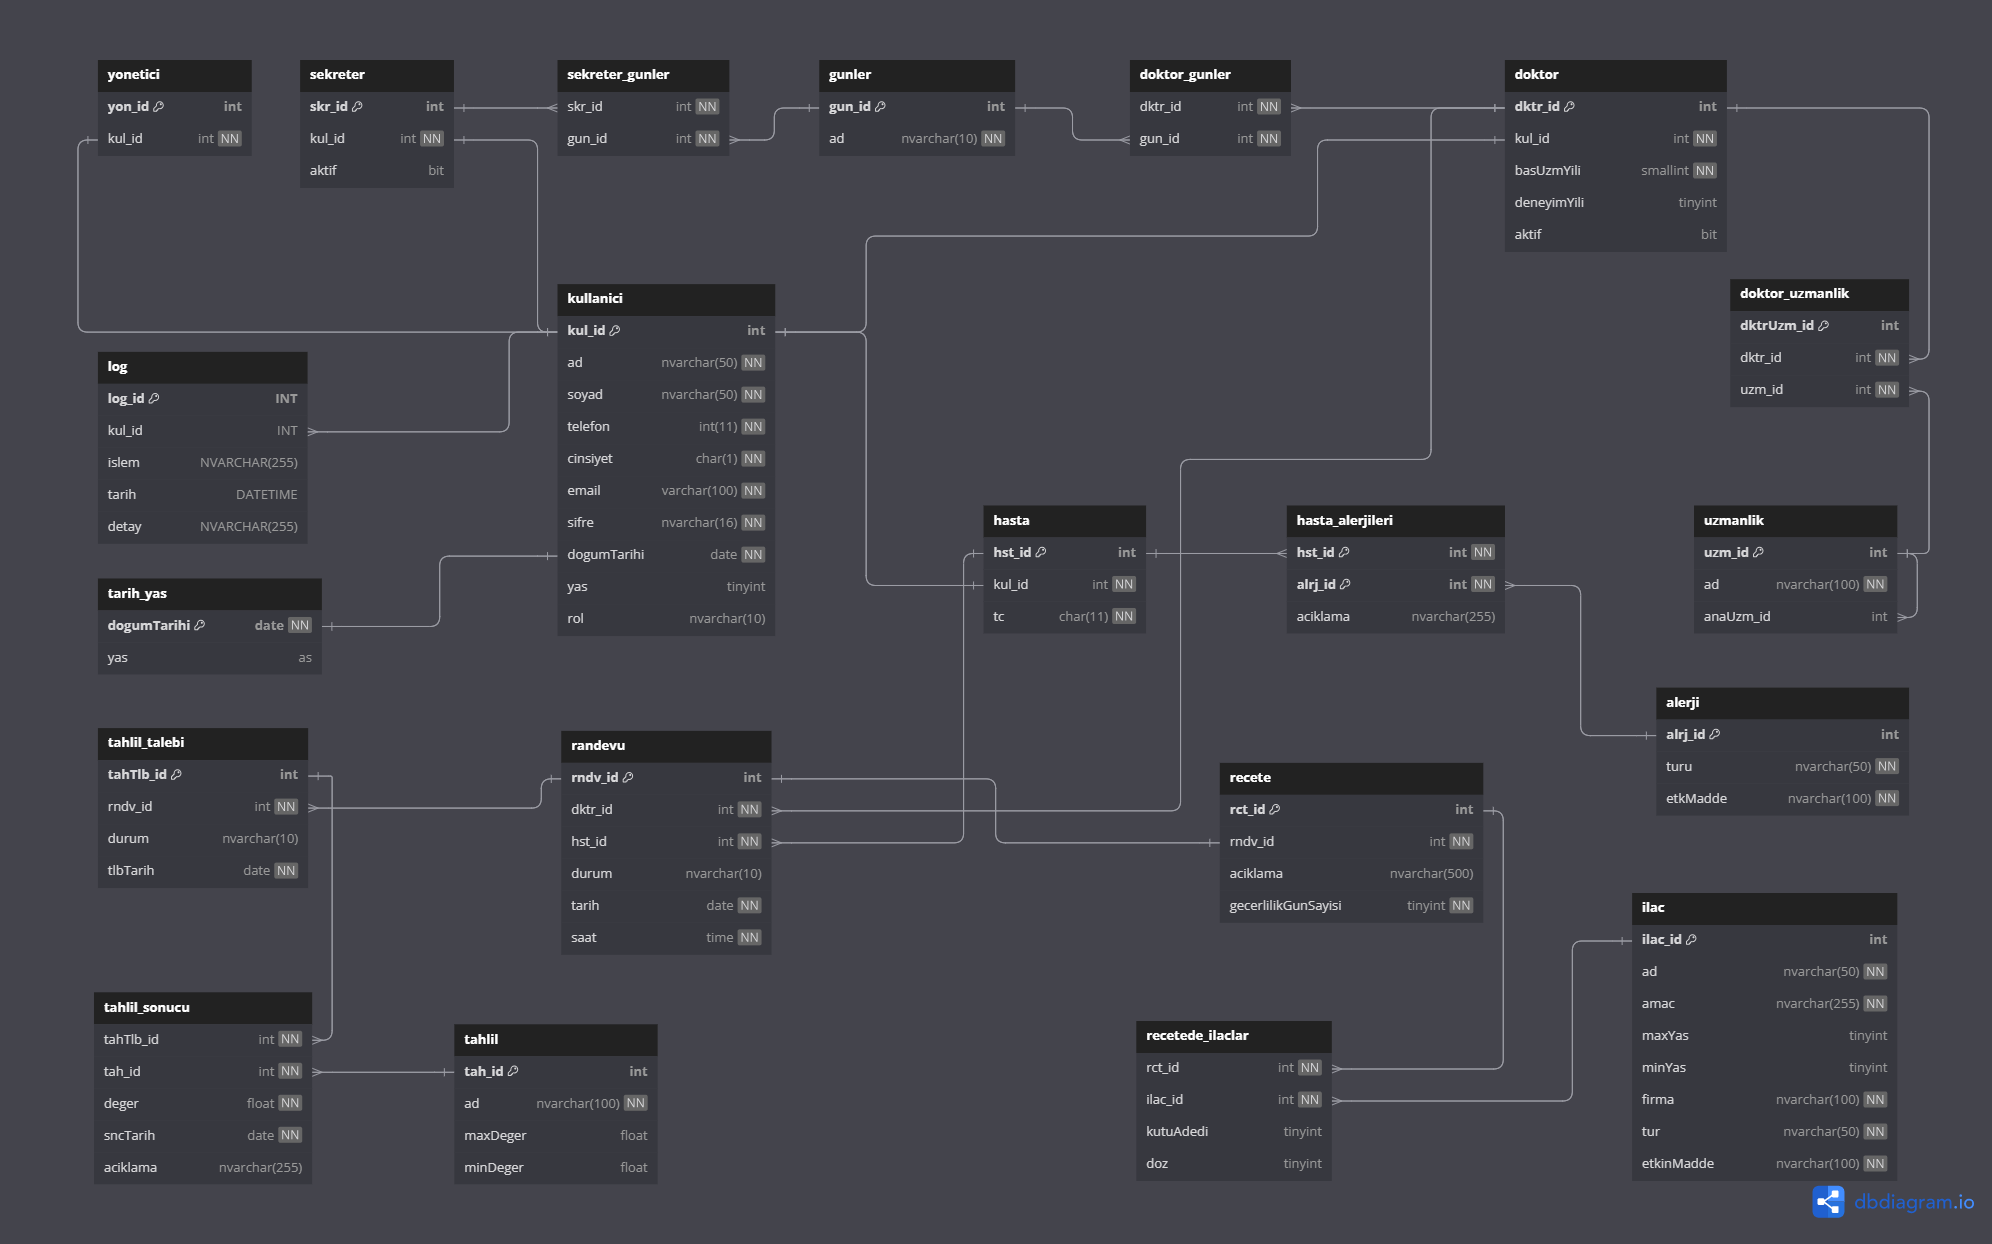 yonetici
yon_id int
kul_id int NN
sekreter
skr_id int
kul_id int NN
aktif bit
sekreter_gunler
skr_id int NN
gun_id int NN
gunler
gun_id int
ad nvarchar(10) NN
doktor_gunler
dktr_id int NN
gun_id int NN
doktor
dktr_id int
kul_id int NN
basUzmYili smallint NN
deneyimYili tinyint
aktif bit
doktor_uzmanlik
dktrUzm_id int
dktr_id int NN
uzm_id int NN
kullanici
kul_id int
ad nvarchar(50) NN
soyad nvarchar(50) NN
telefon int(11) NN
cinsiyet char(1) NN
email varchar(100) NN
sifre nvarchar(16) NN
dogumTarihi date NN
yas tinyint
rol nvarchar(10)
log
log_id INT
kul_id INT
islem NVARCHAR(255)
tarih DATETIME
detay NVARCHAR(255)
tarih_yas
dogumTarihi date NN
yas as
hasta
hst_id int
kul_id int NN
tc char(11) NN
hasta_alerjileri
hst_id int NN
alrj_id int NN
aciklama nvarchar(255)
uzmanlik
uzm_id int
ad nvarchar(100) NN
anaUzm_id int
alerji
alrj_id int
turu nvarchar(50) NN
etkMadde nvarchar(100) NN
tahlil_talebi
tahTlb_id int
rndv_id int NN
durum nvarchar(10)
tlbTarih date NN
randevu
rndv_id int
dktr_id int NN
hst_id int NN
durum nvarchar(10)
tarih date NN
saat time NN
recete
rct_id int
rndv_id int NN
aciklama nvarchar(500)
gecerlilikGunSayisi tinyint NN
ilac
ilac_id int
ad nvarchar(50) NN
amac nvarchar(255) NN
maxYas tinyint
minYas tinyint
firma nvarchar(100) NN
tur nvarchar(50) NN
etkinMadde nvarchar(100) NN
tahlil_sonucu
tahTlb_id int NN
tah_id int NN
deger float NN
sncTarih date NN
aciklama nvarchar(255)
tahlil
tah_id int
ad nvarchar(100) NN
maxDeger float
minDeger float
recetede_ilaclar
rct_id int NN
ilac_id int NN
kutuAdedi tinyint
doz tinyint
dbdiagram.io